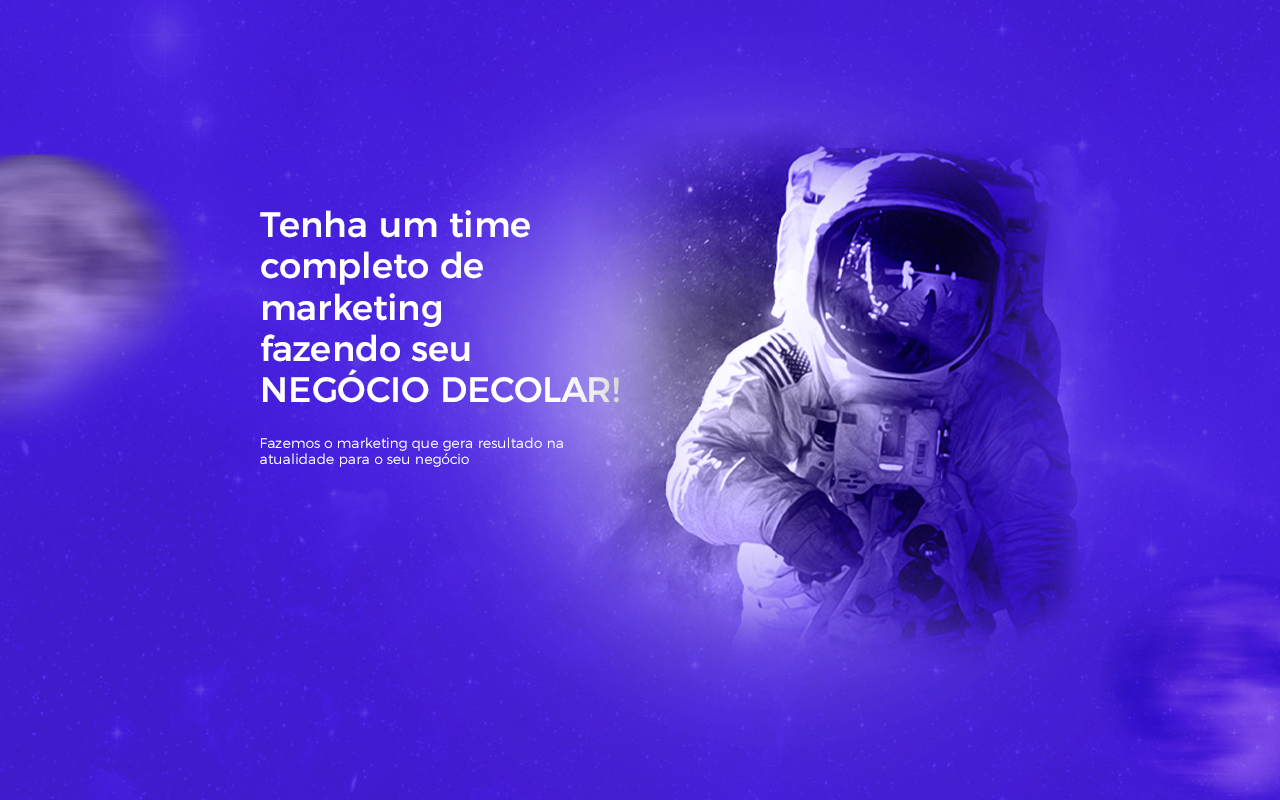 Tenha um time
completo de
marketing
fazendo seu
NEGÓCIO DECOLAR!
Fazemos o marketing que gera resultado na
atualidade para o seu negócio